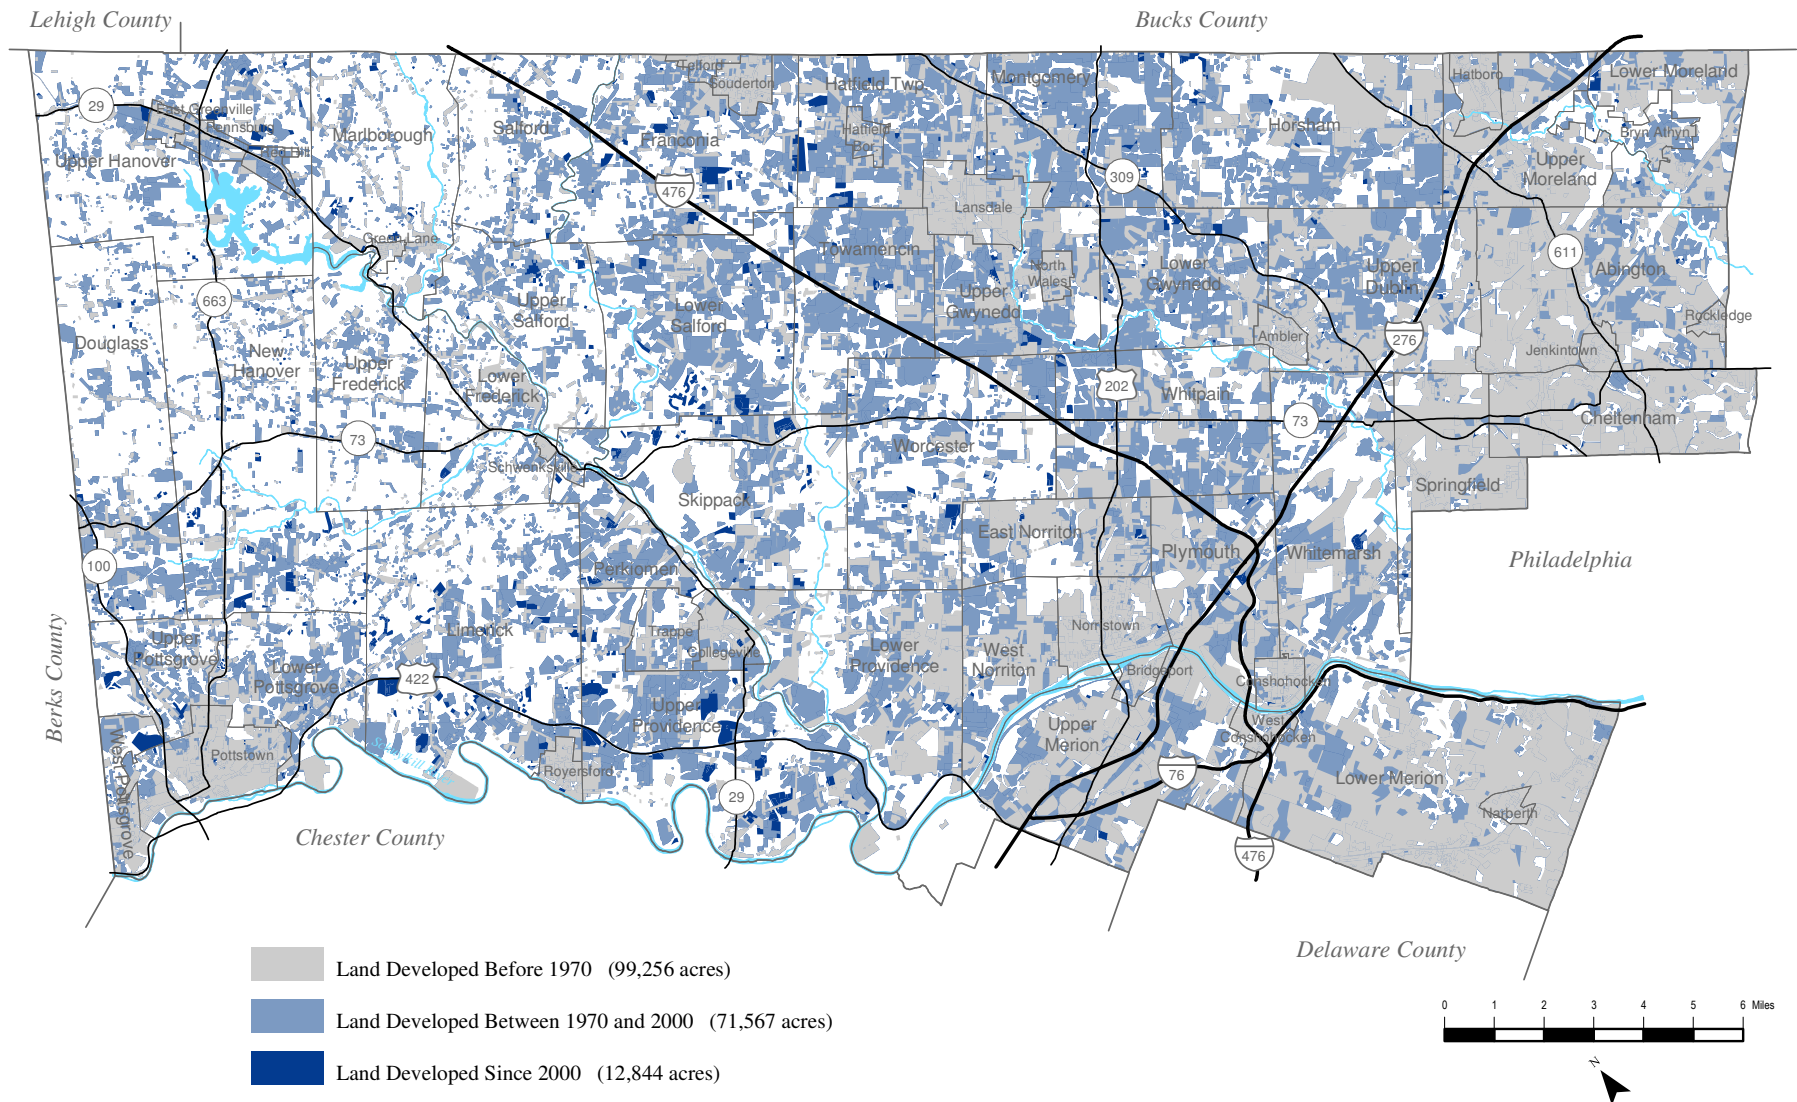 Lehigh County
Bucks County
Telford
Souderton
Hatfield Twp
Montgomery
Hatboro
Lower Moreland
29
East Greenville
Pennsburg
Red Hill
Marlborough
Salford
Franconia
Hatfield
Bor
Horsham
Bryn Athyn
Upper Hanover
Upper
Moreland
476
309
Lansdale
Green Lane
Towamencin
North
Wales
Lower
Gwynedd
Upper
Dublin
611
Abington
663
Upper
Salford
Lower
Salford
Upper
Gwynedd
Rockledge
Douglass
New
Hanover
Upper
Frederick
Ambler
276
Jenkintown
Lower
Frederick
202
Whitpain
73
73
Cheltenham
Worcester
Schwenksville
Skippack
Springfield
East Norriton
Plymouth
Whitemarsh
Philadelphia
100
Perkiomen
Berks County
Upper
Pottsgrove
Limerick
Trappe
Collegeville
Lower
Providence
West
Norriton
Norristown
Lower
Pottsgrove
422
Bridgeport
Conshohocken
Upper
Providence
Upper
Merion
West
Conshohocken
West Pottsgrove
Pottstown
Royersford
76
Lower Merion
29
Narberth
Chester County
476
Delaware County
Land Developed Before 1970 (99,256 acres)
Land Developed Between 1970 and 2000 (71,567 acres)
Land Developed Since 2000 (12,844 acres)
0 1 2 3 4 5 6 Miles
N